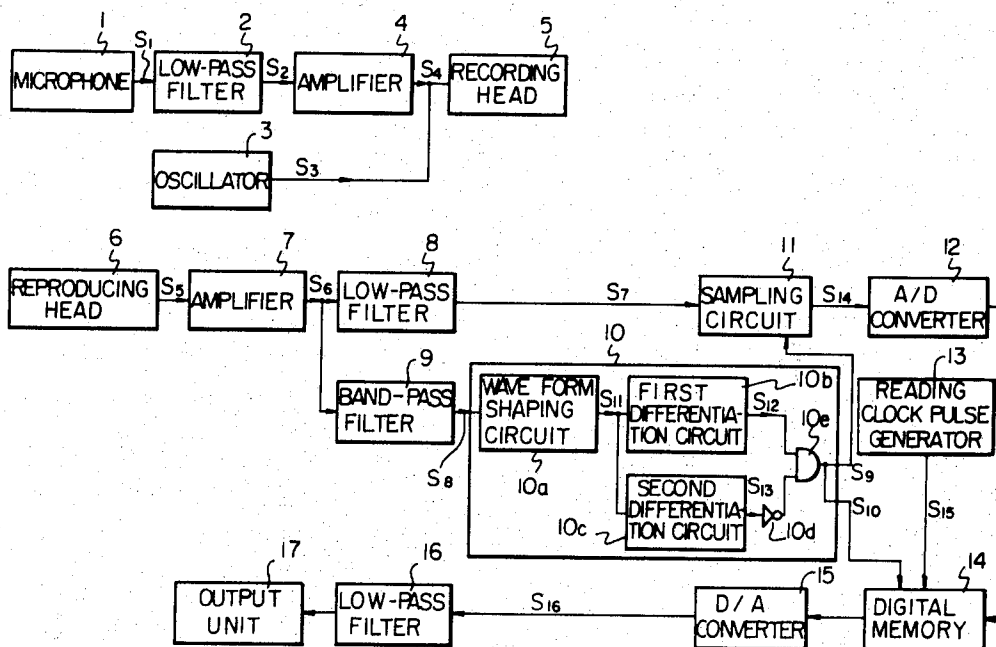 1
S1
2
4
5
MICROPHONE
LOW-PASS
FILTER
S2
AMPLIFIER
S4
RECORDING
HEAD
3
OSCILLATOR
S3
6
7
8
11
12
REPRODUCING
HEAD
S5
AMPLIFIER
S6
LOW-PASS
FILTER
S7
SAMPLING
CIRCUIT
S14
A/D
CONVERTER
9
10
13
BAND-PASS
FILTER
S8
WAVE FORM
SHAPING
CIRCUIT
10a
S11
FIRST
DIFFERENTIA-
TION CIRCUIT
10b
S12
10e
S9
S10
READING
CLOCK PULSE
GENERATOR
SECOND
DIFFERENTIA-
TION CIRCUIT
10c
S13
10d
S15
17
16
15
14
OUTPUT
UNIT
LOW-PASS
FILTER
S16
D/A
CONVERTER
DIGITAL
MEMORY